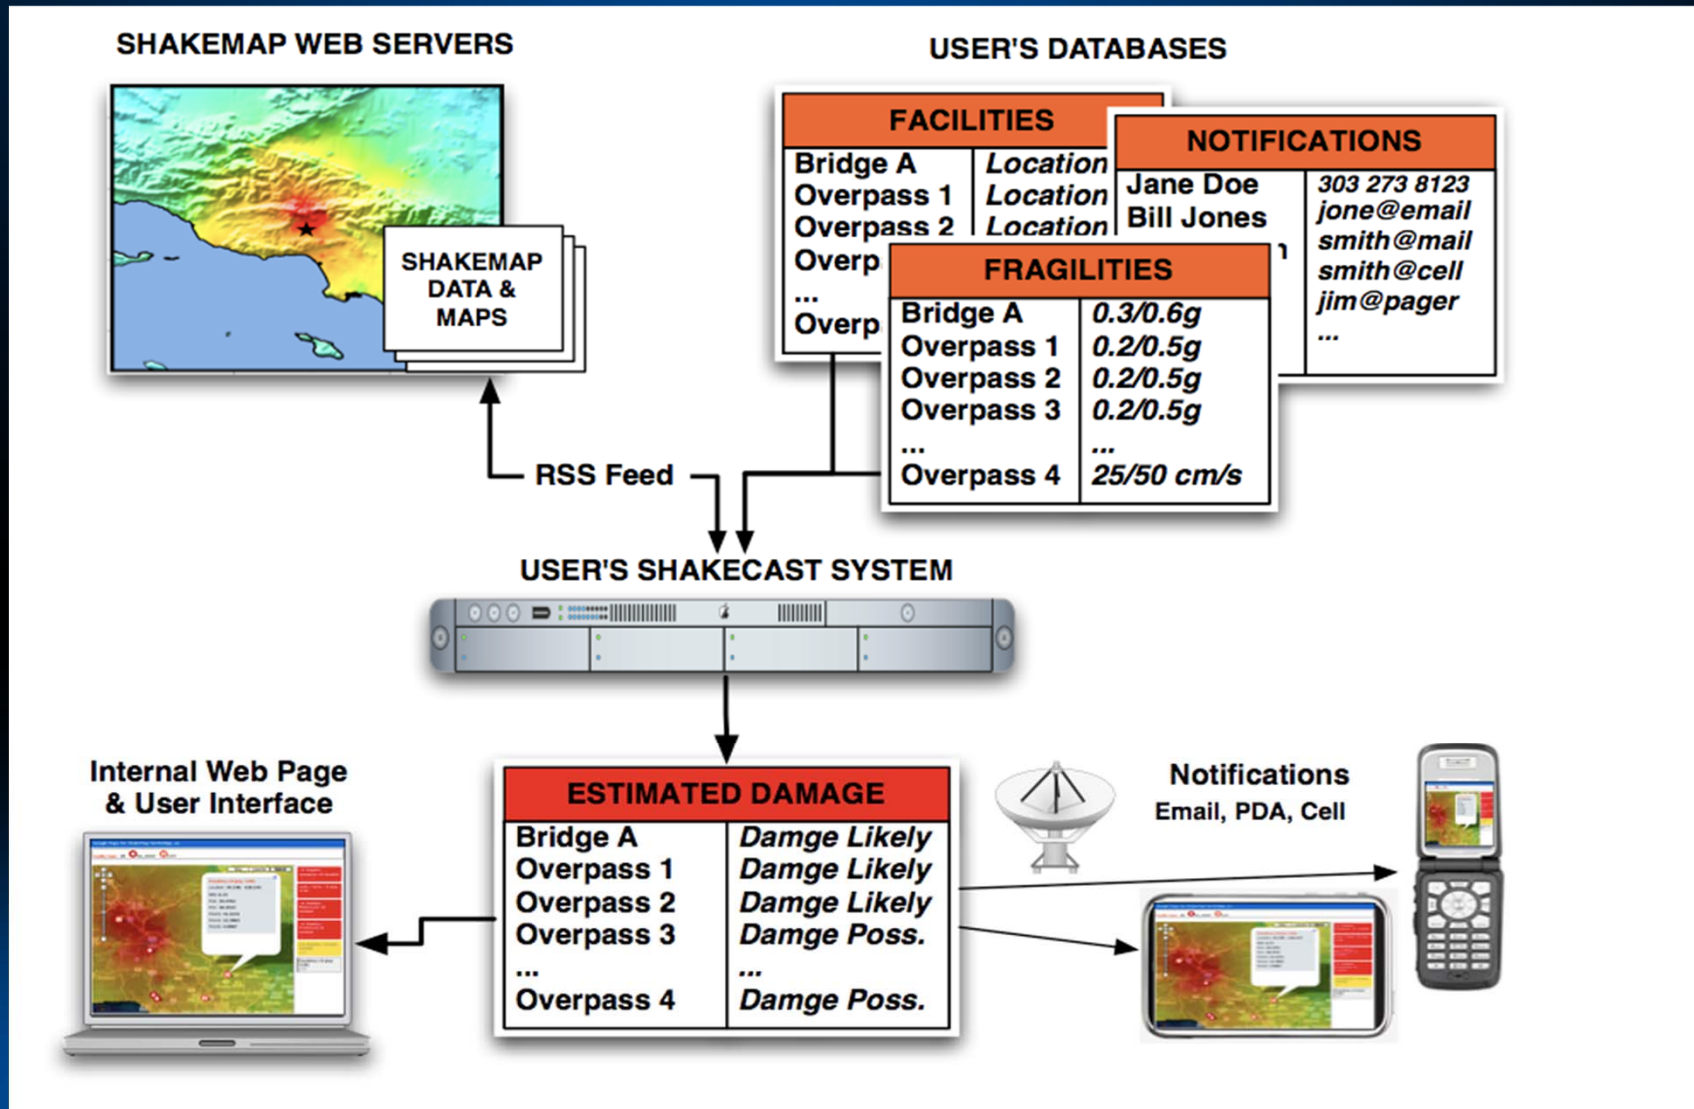 SHAKEMAP WEB SERVERS
SHAKEMAP
DATA &
MAPS
USER'S DATABASES
FACILITIES
Bridge A Location
Overpass 1 Location
Overpass 2 Location
Overp
...
Overp
NOTIFICATIONS
Jane Doe 303 273 8123
Bill Jones jone@email
smith@mail
smith@cell
jim@pager
...
FRAGILITIES
Bridge A 0.3/0.6g
Overpass 1 0.2/0.5g
Overpass 2 0.2/0.5g
Overpass 3 0.2/0.5g
... ...
Overpass 4 25/50 cm/s
RSS Feed
USER'S SHAKECAST SYSTEM
Internal Web Page
& User Interface
ESTIMATED DAMAGE
Bridge A Damge Likely
Overpass 1 Damge Likely
Overpass 2 Damge Likely
Overpass 3 Damge Poss.
... ...
Overpass 4 Damge Poss.
Notifications
Email, PDA, Cell